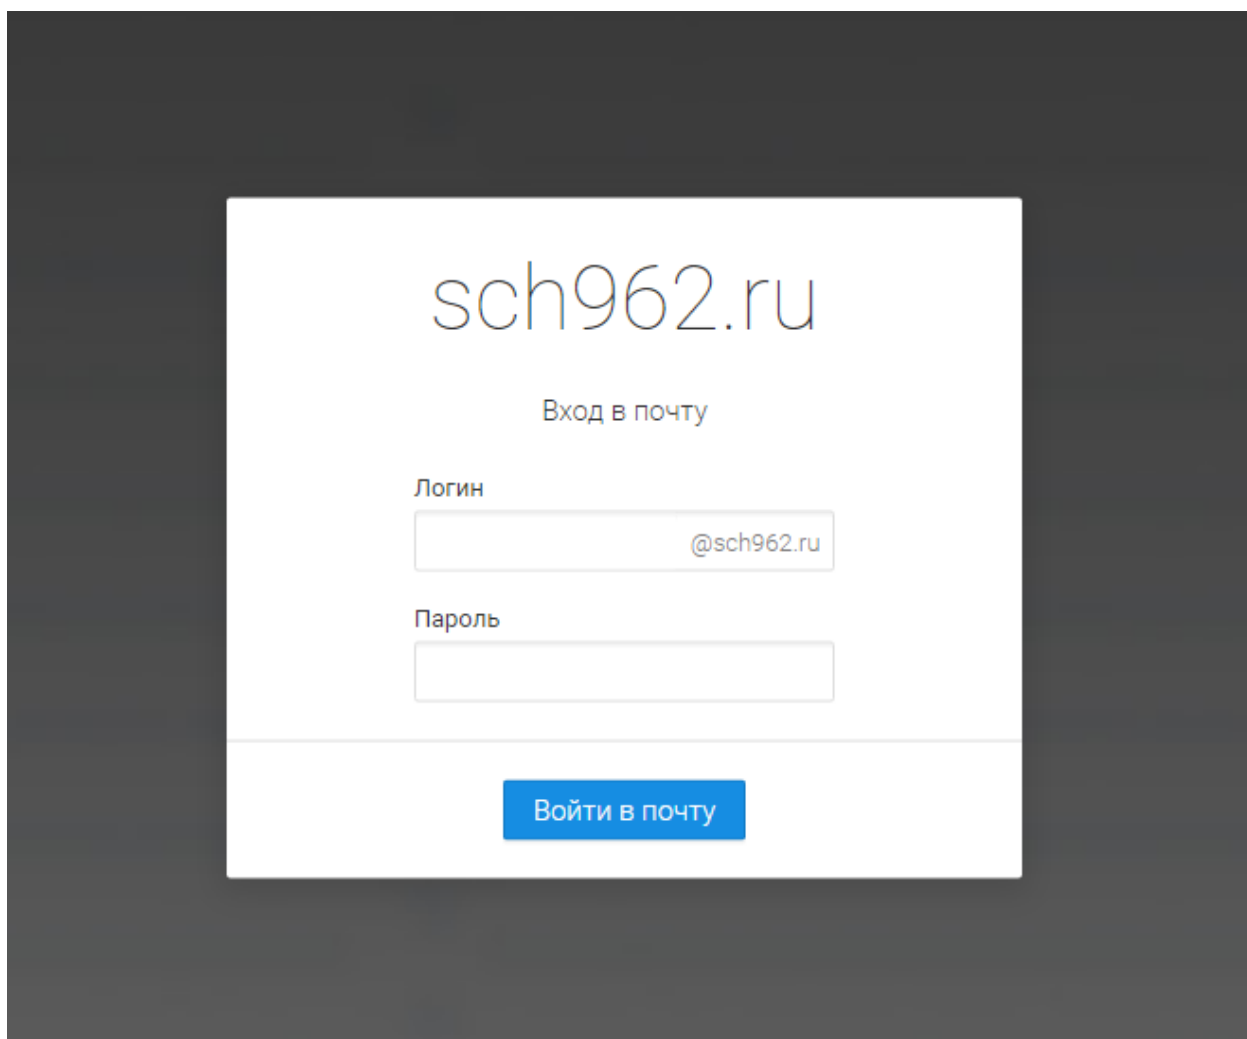 sch962.ru
Вход в почту
Логин
@sch962.ru
Пароль
Войти в почту